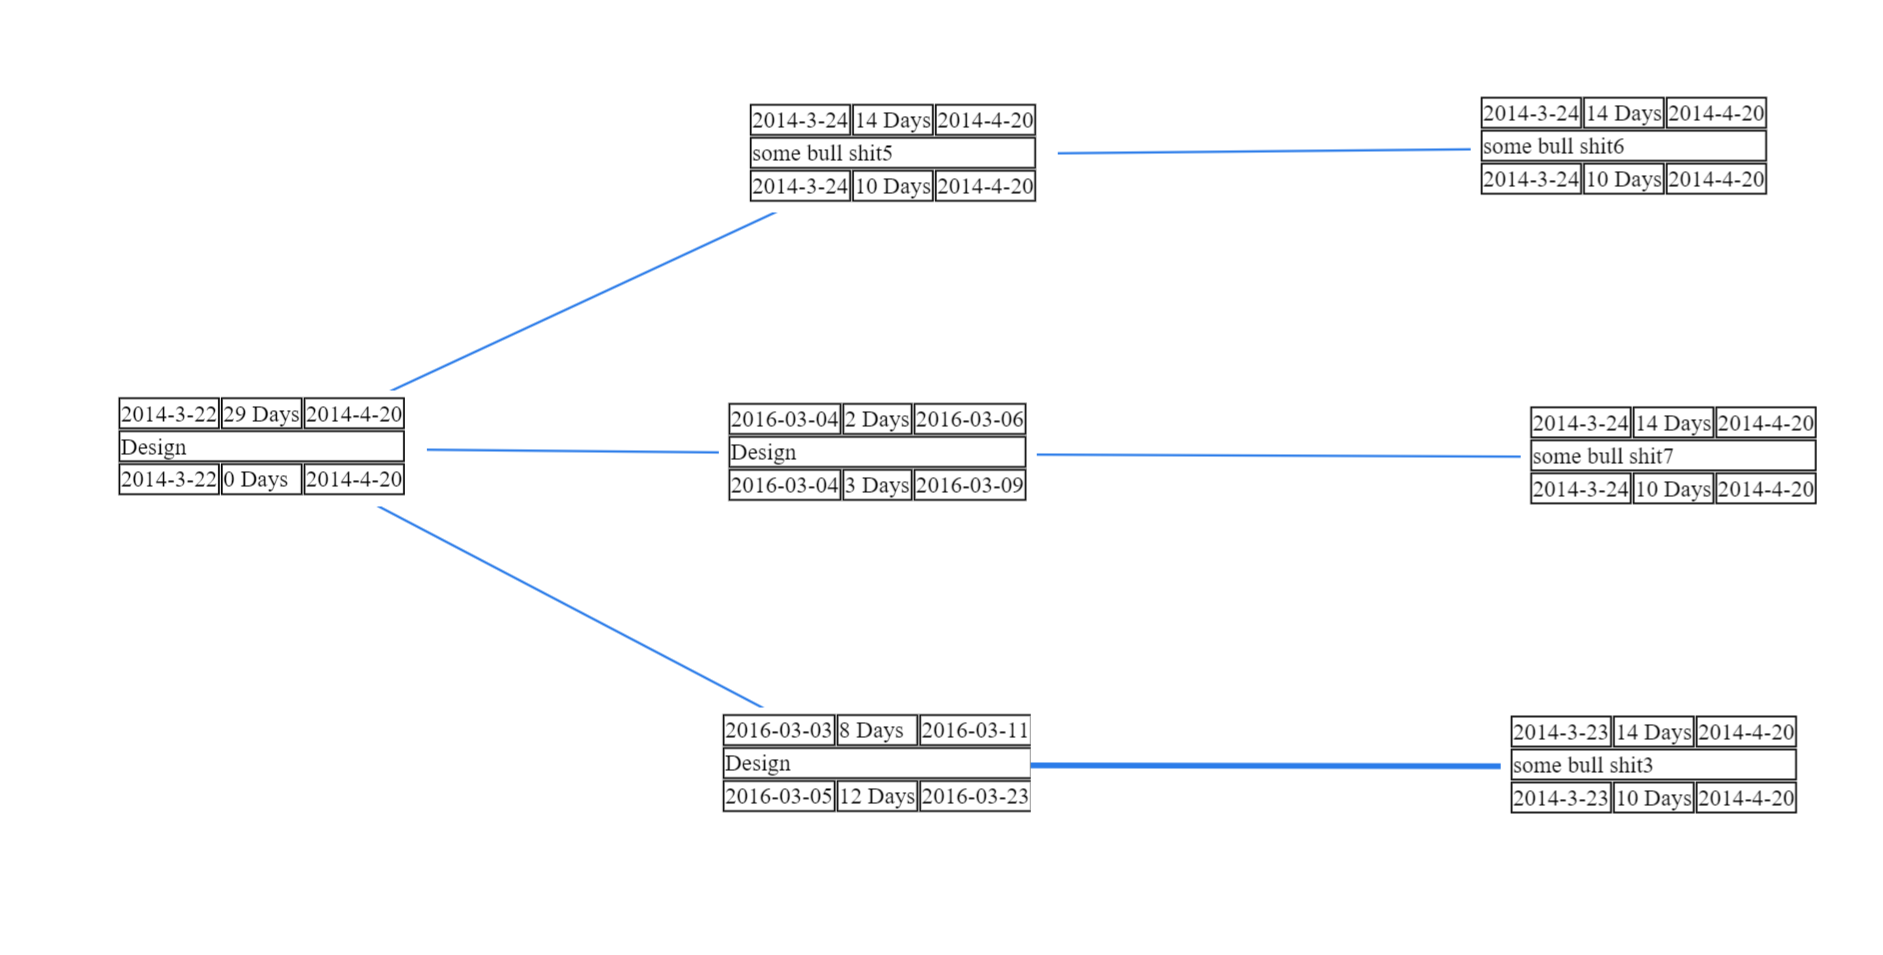 2014-3-24 14 Days 2014-4-20
some bull shit5
2014-3-24 10 Days 2014-4-20
2014-3-24 14 Days 2014-4-20
some bull shit6
2014-3-24 10 Days 2014-4-20
2014-3-22 29 Days 2014-4-20
Design
2014-3-22 0 Days 2014-4-20
2016-03-04 2 Days 2016-03-06
Design
2016-03-04 3 Days 2016-03-09
2014-3-24 14 Days 2014-4-20
some bull shit7
2014-3-24 10 Days 2014-4-20
2016-03-03 8 Days 2016-03-11
Design
2016-03-05 12 Days 2016-03-23
2014-3-23 14 Days 2014-4-20
some bull shit3
2014-3-23 10 Days 2014-4-20